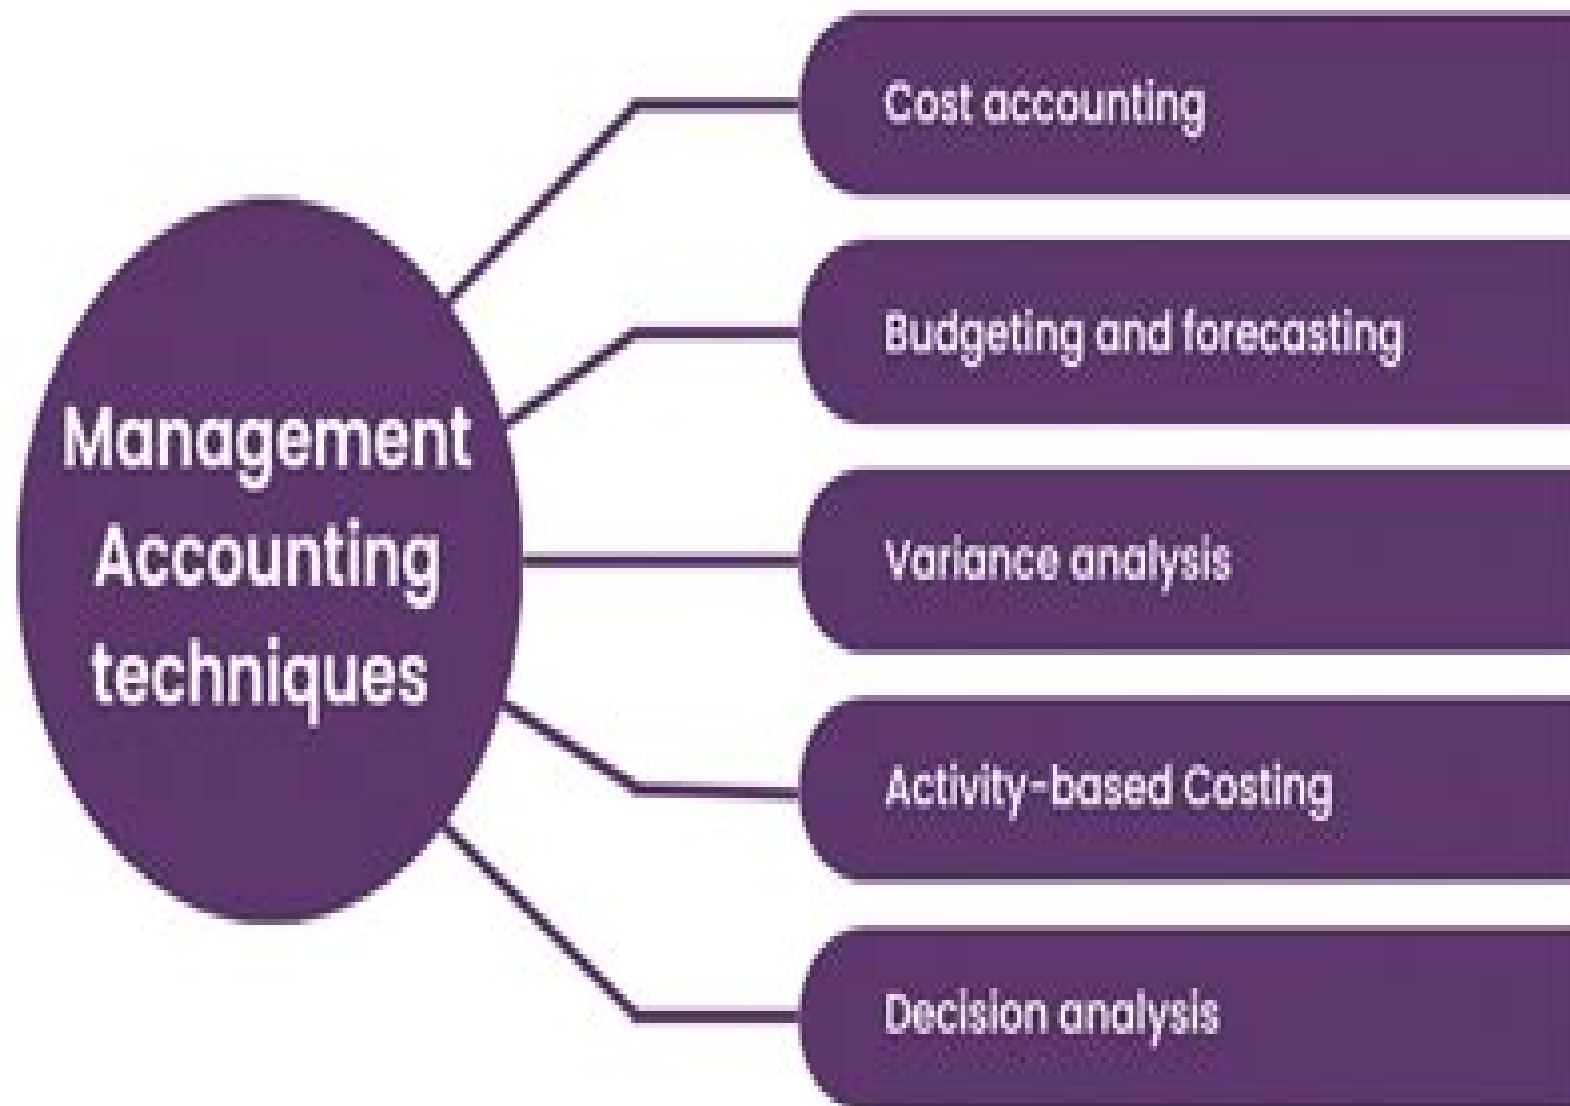 Management
Accounting
techniques
Cost accounting
Budgeting and forecasting
Variance analysis
Activity-based Costing
Decision analysis